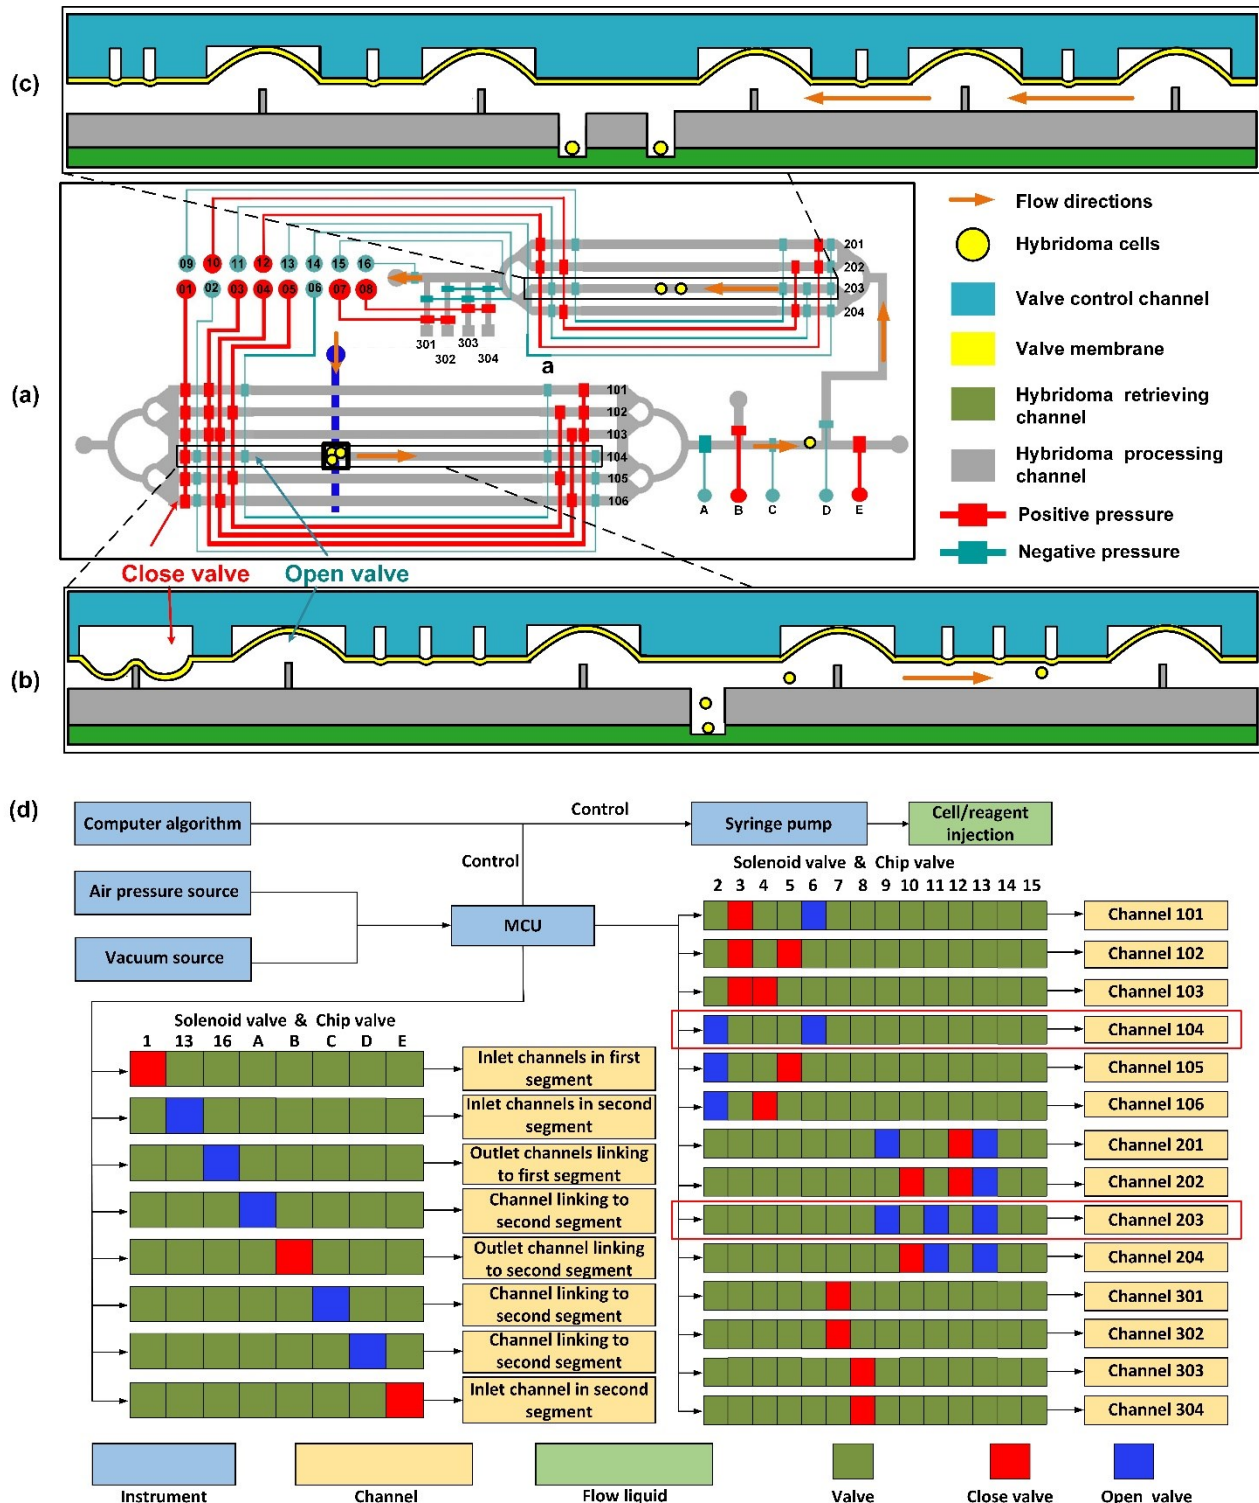 (c)
Flow directions
Hybridoma cells
Valve control channel
Valve membrane
Hybridoma retrieving
channel
Hybridoma processing
channel
Positive pressure
Negative pressure
(a)
09 10 11 12 13 14 15 16
01 02 03 04 05 06 07 08
201
202
203
204
301
302
303
304
a
101
102
103
104
105
106
A B C D E
Close valve
Open valve
(b)
(d)
Computer algorithm
Control
Syringe pump
Cell/reagent
injection
Control
Air pressure source
Vacuum source
MCU
Solenoid valve & Chip valve
2 3 4 5 6 7 8 9 10 11 12 13 14 15
Channel 101
Channel 102
Channel 103
Channel 104
Channel 105
Channel 106
Channel 201
Channel 202
Channel 203
Channel 204
Channel 301
Channel 302
Channel 303
Channel 304
Solenoid valve & Chip valve
1 13 16 A B C D E
Inlet channels in first
segment
Inlet channels in second
segment
Outlet channels linking
to first segment
Channel linking to
second segment
Outlet channel linking
to second segment
Channel linking to
second segment
Channel linking to
second segment
Inlet channel in second
segment
Instrument
Channel
Flow liquid
Valve
Close valve
Open valve